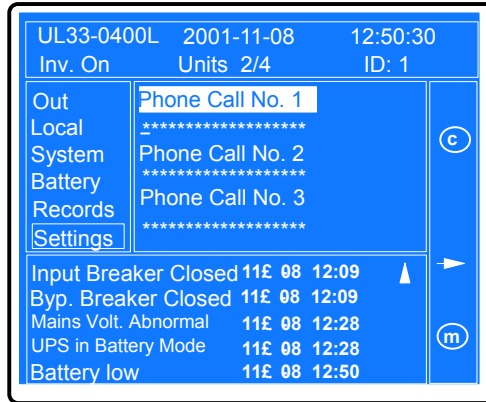 UL33-0400L 2001-11-08 12:50:30
Inv. On Units 2/4 ID: 1
Out
Local
System
Battery
Records
Settings
Phone Call No. 1
*******************
Phone Call No. 2
*******************
Phone Call No. 3
*******************
c
m
Input Breaker Closed 11£ 08 12:09
Byp. Breaker Closed 11£ 08 12:09
Mains Volt. Abnormal 11£ 08 12:28
UPS in Battery Mode 11£ 08 12:28
Battery low 11£ 08 12:50